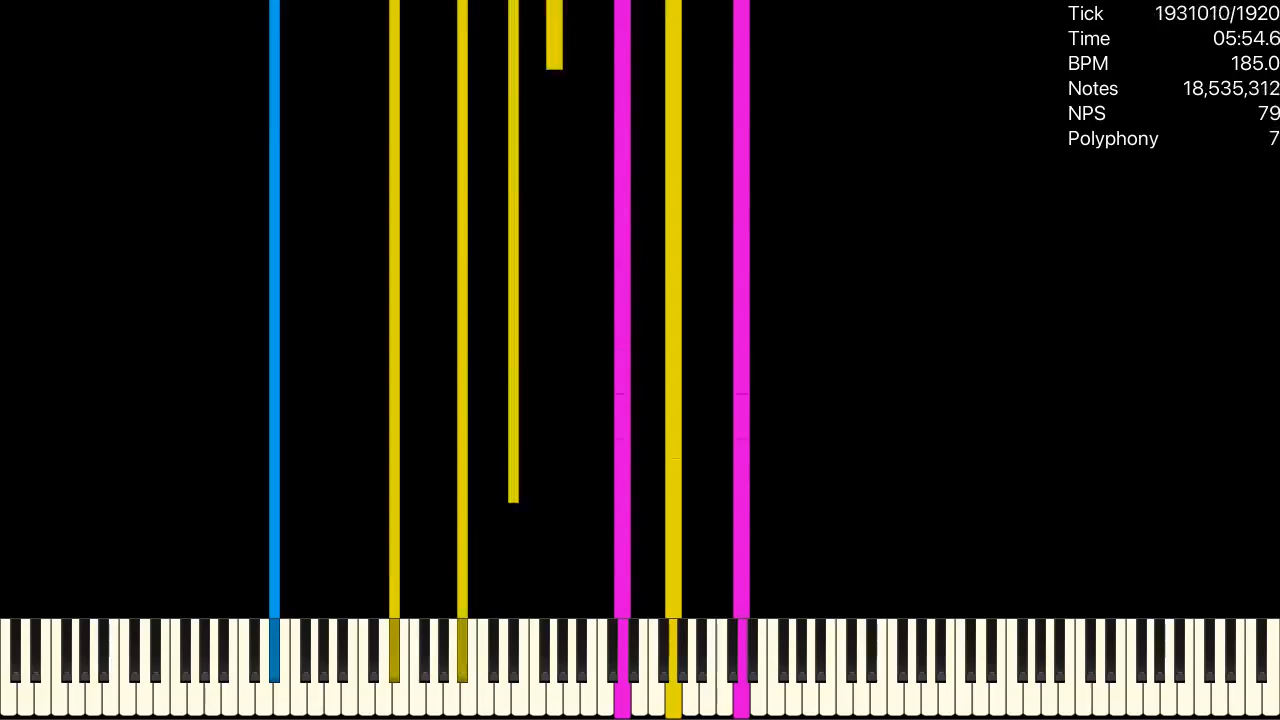 Tick 1931010/1920
Time 05:54.6
BPM 185.0
Notes 18,535,312
NPS 79
Polyphony 7